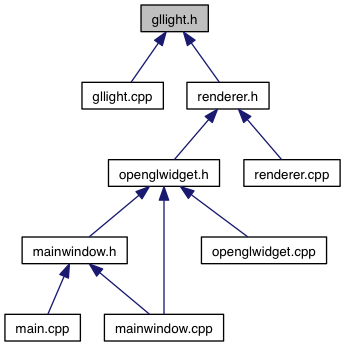 gllight.h
gllight.cpp
renderer.h
openglwidget.h
renderer.cpp
mainwindow.h
openglwidget.cpp
main.cpp
mainwindow.cpp